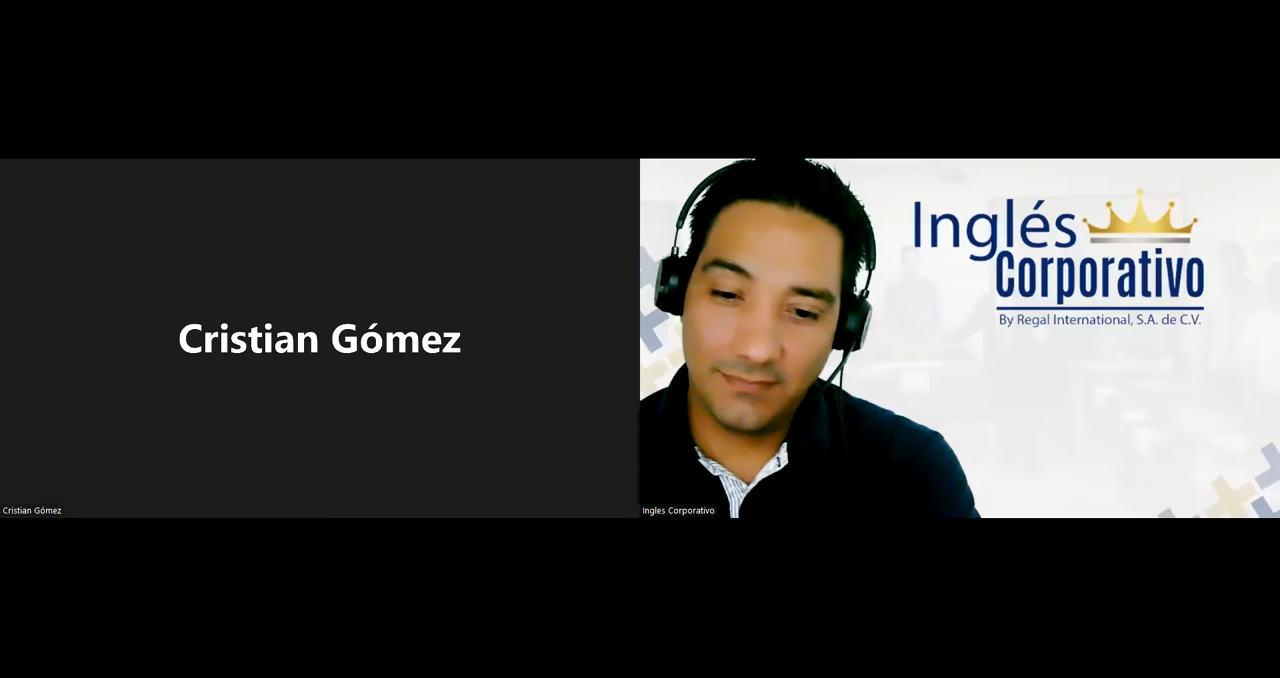 Cristian Gómez
Cristian Gómez
Inglés
Corporativo
By Regal International, S.A. de C.V.
Ingles Corporativo